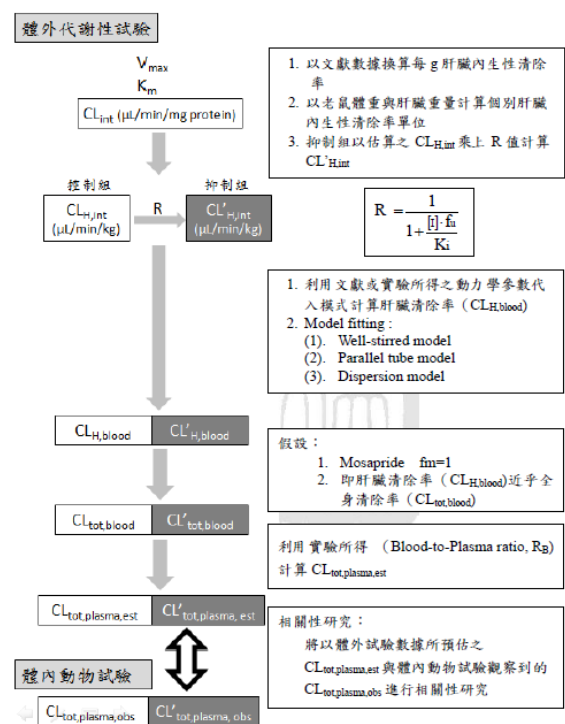 體外代謝性試驗
Vmax
Km
CLint (μL/min/mg protein)
1. 以文獻數據換算每 g 肝臟內生性清除
率
2. 以老鼠體重與肝臟重量計算個別肝臟
內生性清除率單位
3. 抑制組以估算之 CLH,int 乘上 R 值計算
CL'H,int
控制組
抑制組
CLH,int
(μL/min/kg)
R
CL'H,int
(μL/min/kg)
R = 1 / (1 + [I]·fu / Ki)
1. 利用文獻或實驗所得之動力學參數代
入模式計算肝臟清除率（CLH,blood）
2. Model fitting :
(1). Well-stirred model
(2). Parallel tube model
(3). Dispersion model
CLH,blood
CL'H,blood
假設：
1. Mosapride fm=1
2. 即肝臟清除率（CLH,blood)近乎全
身清除率（CLtot,blood）
CLtot,blood
CL'tot,blood
利用實驗所得 （Blood-to-Plasma ratio, RB)
計算 CLtot,plasma,est
CLtot,plasma,est
CL'tot,plasma, est
相關性研究：
將以體外試驗數據所預估之
CLtot,plasma,est 與體內動物試驗觀察到的
CLtot,plasma,obs 進行相關性研究
體內動物試驗
CLtot,plasma,obs
CL'tot,plasma, obs